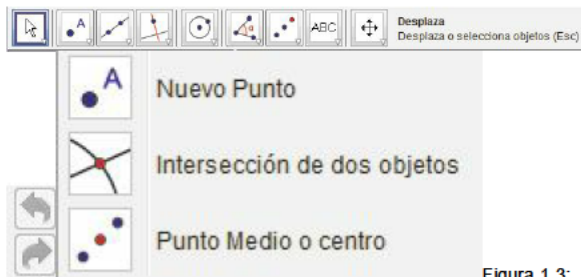 A ABC Desplaza
Desplaza o selecciona objetos (Esc)
A Nuevo Punto
Intersección de dos objetos
Punto Medio o centro
Figura 1.3: